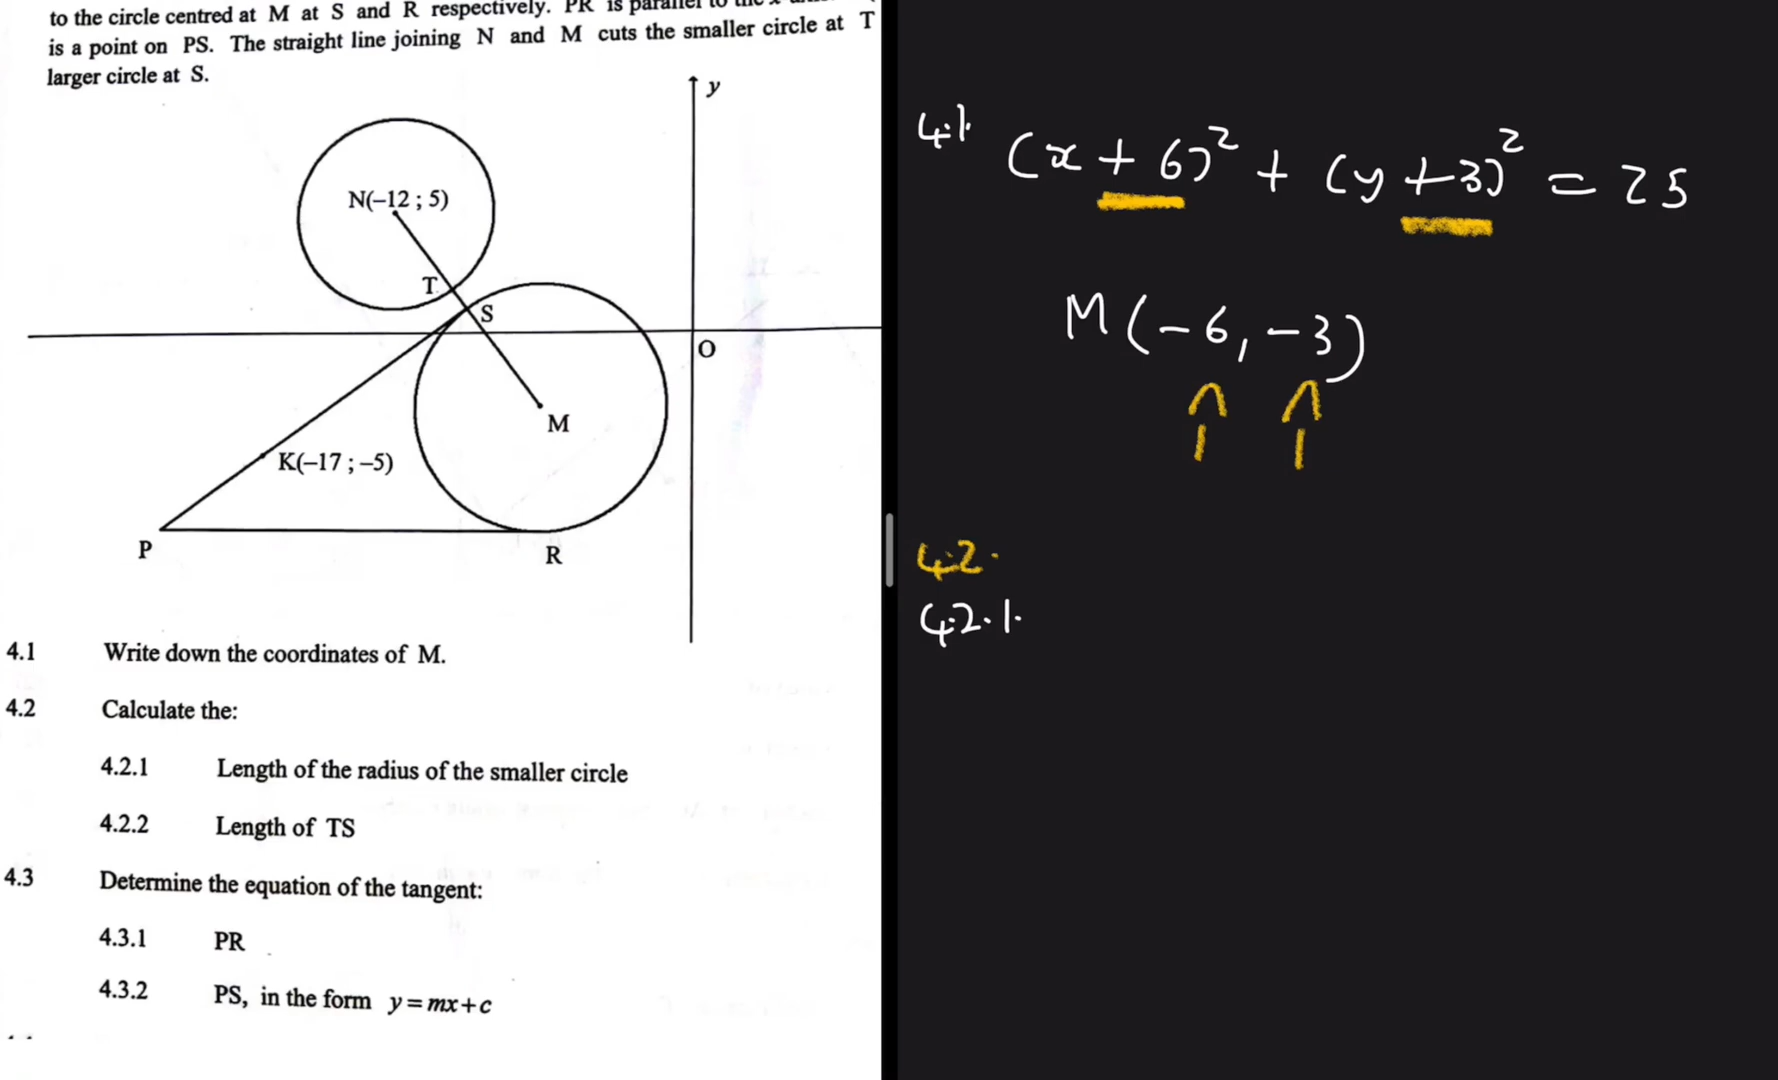 to the circle centred at M at S and R respectively. PR is parallel to the x
is a point on PS. The straight line joining N and M cuts the smaller circle at T
larger circle at S.
y
N(–12 ; 5)
T
S
O
M
K(–17 ; –5)
P
R
4.1 Write down the coordinates of M.
4.2 Calculate the:
4.2.1 Length of the radius of the smaller circle
4.2.2 Length of TS
4.3 Determine the equation of the tangent:
4.3.1 PR
4.3.2 PS, in the form y = mx + c
4.1. (x + 6)² + (y + 3)² = 25
M(-6, -3)
4.2.
4.2.1.